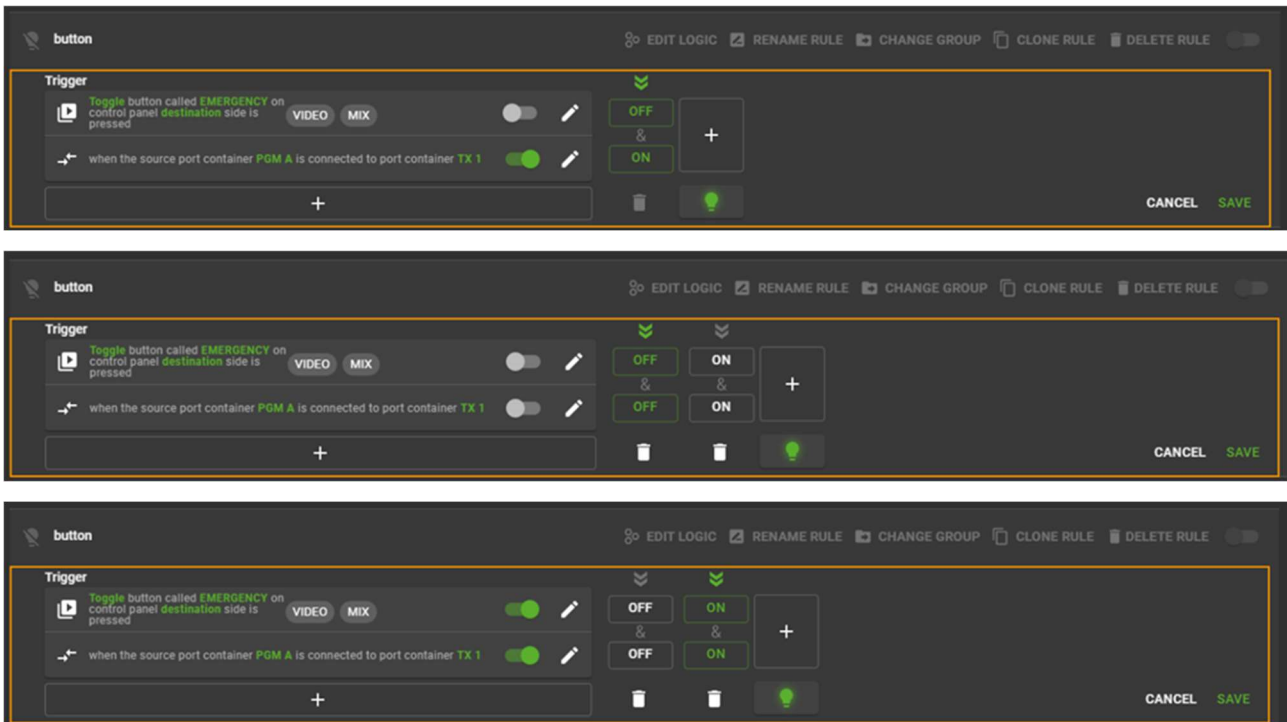 button EDIT LOGIC RENAME RULE CHANGE GROUP CLONE RULE DELETE RULE
Trigger
Toggle button called EMERGENCY on
control panel destination side is
pressed
VIDEO MIX
OFF
&
+
when the source port container PGM A is connected to port container TX 1
ON
+
CANCEL SAVE
button EDIT LOGIC RENAME RULE CHANGE GROUP CLONE RULE DELETE RULE
Trigger
Toggle button called EMERGENCY on
control panel destination side is
pressed
VIDEO MIX
OFF ON
& &
+
when the source port container PGM A is connected to port container TX 1
OFF ON
+
CANCEL SAVE
button EDIT LOGIC RENAME RULE CHANGE GROUP CLONE RULE DELETE RULE
Trigger
Toggle button called EMERGENCY on
control panel destination side is
pressed
VIDEO MIX
OFF ON
& &
+
when the source port container PGM A is connected to port container TX 1
OFF ON
+
CANCEL SAVE